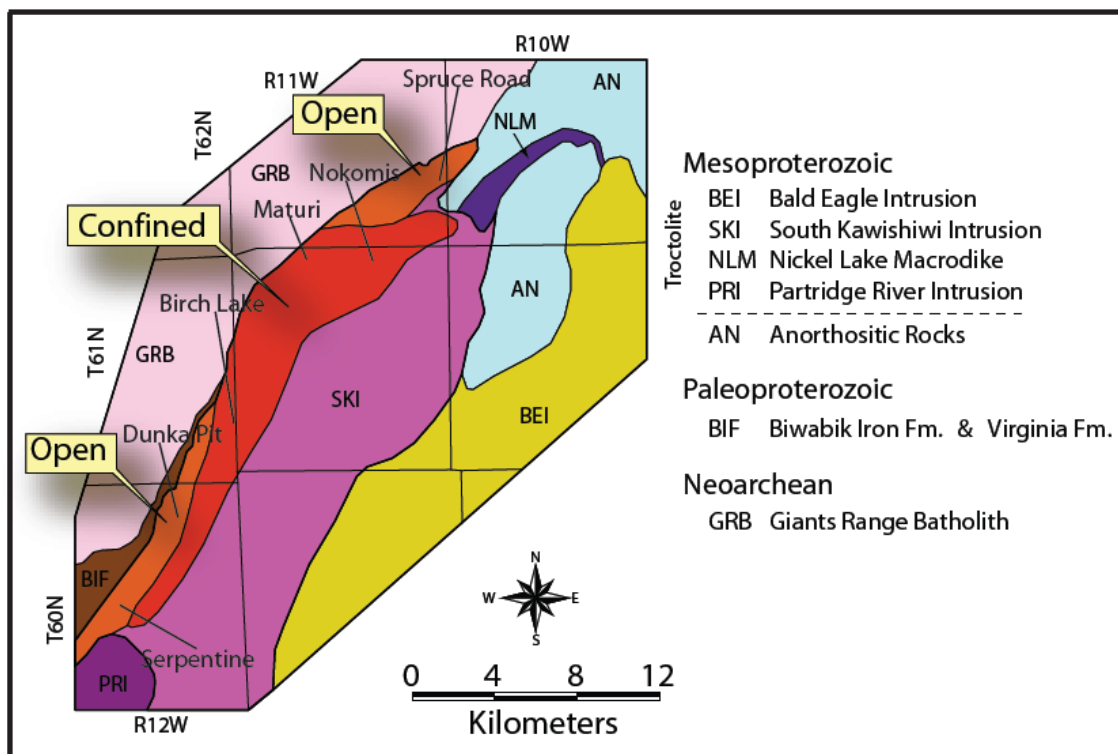 R10W
R11W
Spruce Road
AN
Open
NLM
T62N
GRB
Nokomis
Maturi
Confined
Birch Lake
AN
T61N
GRB
SKI
Dunka Pit
BEI
Open
BIF
T60N
Serpentine
PRI
R12W
N
W E
S
0 4 8 12
Kilometers
Troctolite
Mesoproterozoic
BEI Bald Eagle Intrusion
SKI South Kawishiwi Intrusion
NLM Nickel Lake Macrodike
PRI Partridge River Intrusion
AN Anorthositic Rocks
Paleoproterozoic
BIF Biwabik Iron Fm. & Virginia Fm.
Neoarchean
GRB Giants Range Batholith